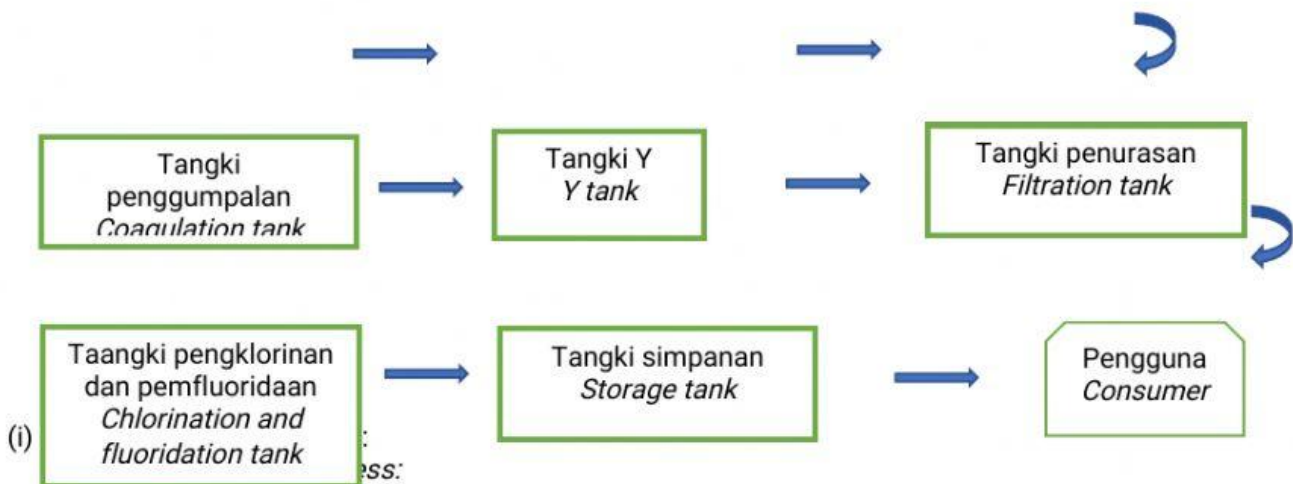 Tangki
penggumpalan
Coagulation tank
Tangki Y
Y tank
Tangki penurasan
Filtration tank
Taangki pengklorinan
dan pemfluoridaan
Chlorination and
fluoridation tank
Tangki simpanan
Storage tank
Pengguna
Consumer
(i)
:
ess: